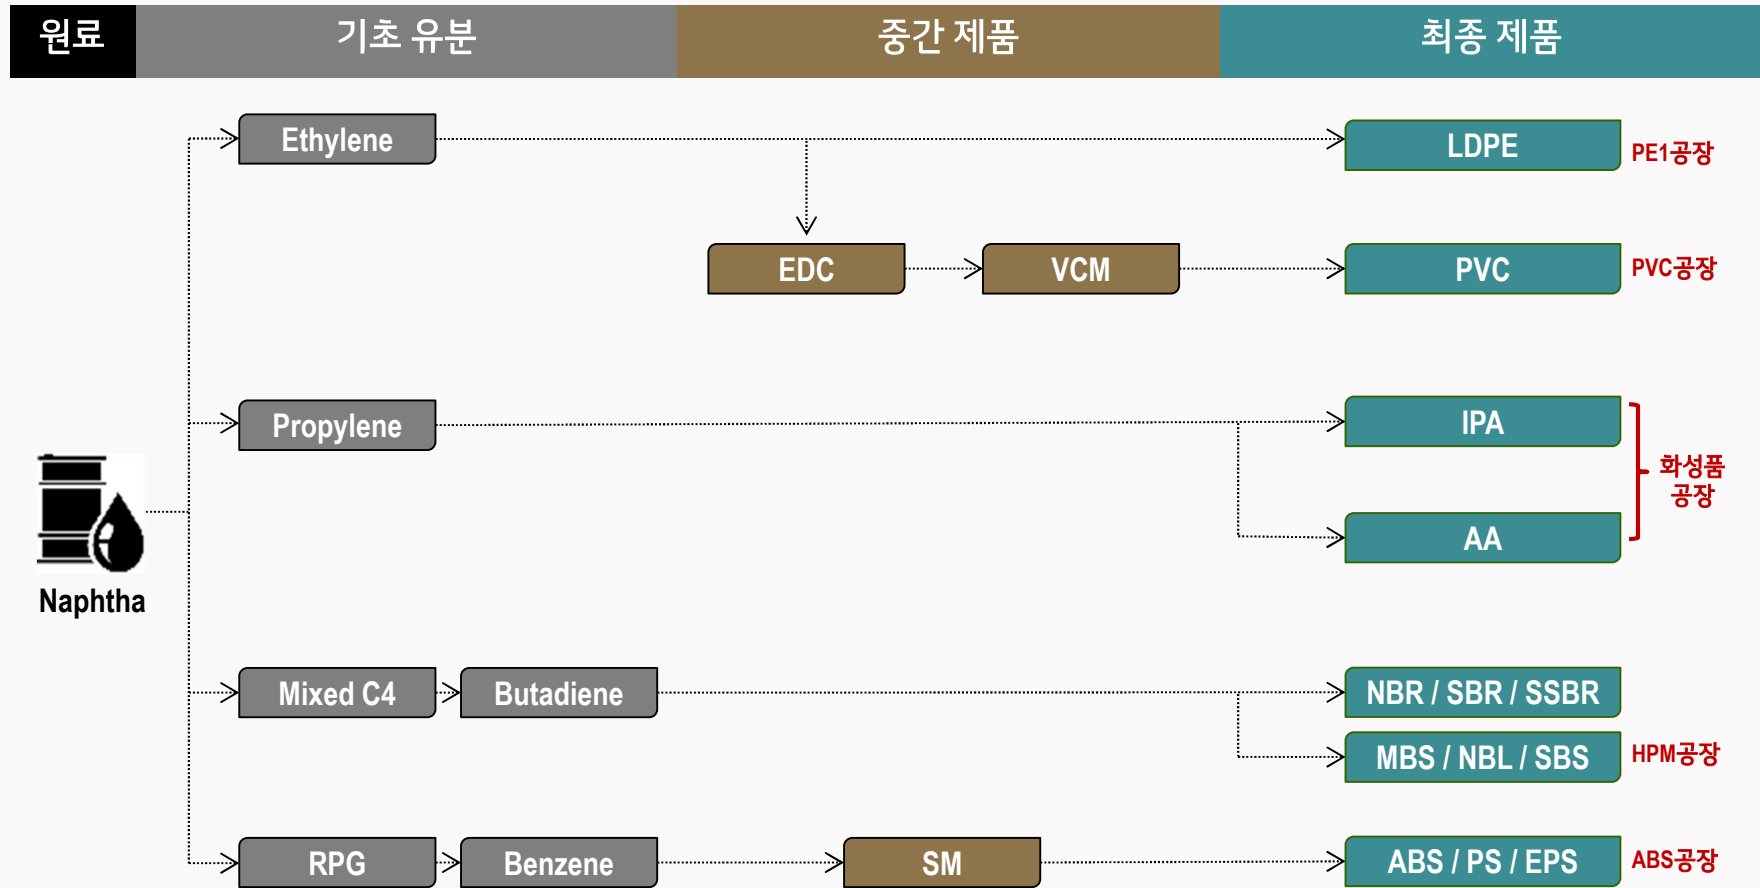 원료
기초 유분
중간 제품
최종 제품
Ethylene
LDPE
PE1공장
EDC
VCM
PVC
PVC공장
Propylene
IPA
AA
화성품
공장
Naphtha
Mixed C4
Butadiene
NBR / SBR / SSBR
MBS / NBL / SBS
HPM공장
RPG
Benzene
SM
ABS / PS / EPS
ABS공장